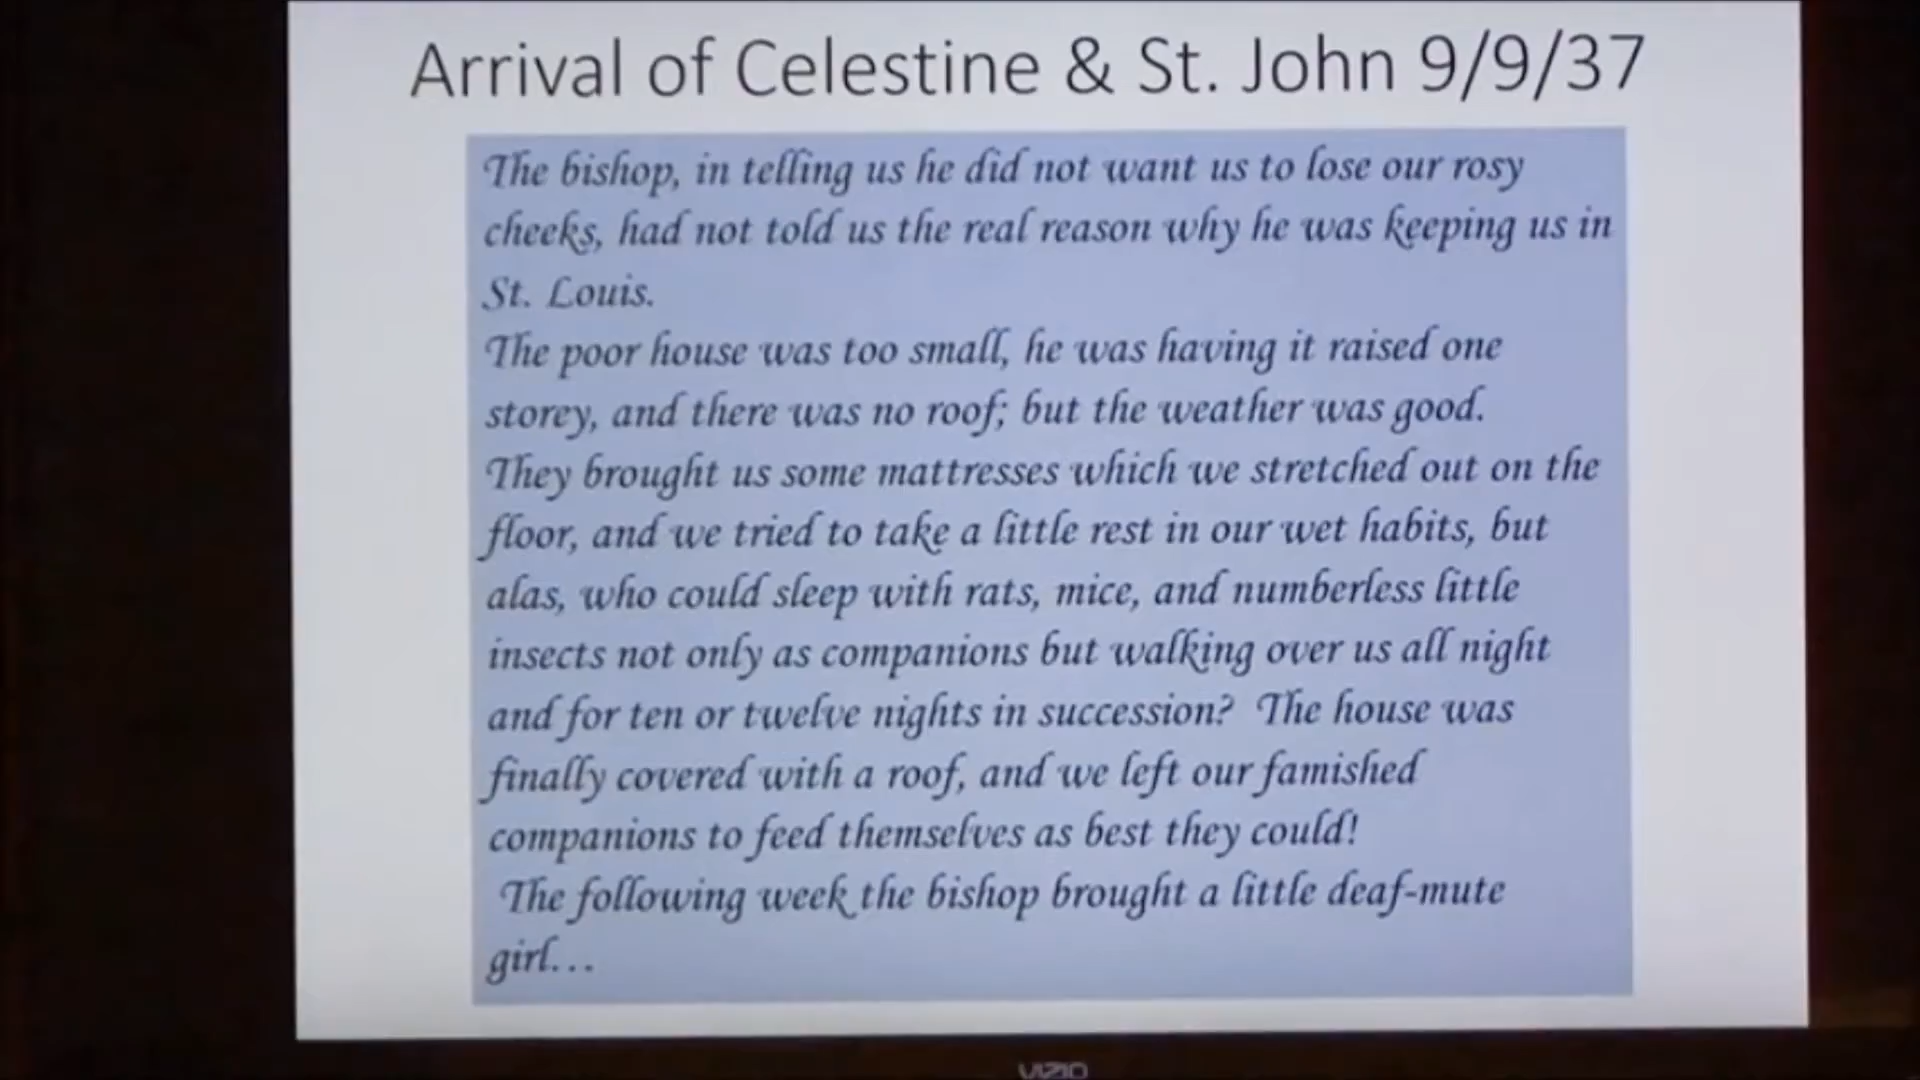 Arrival of Celestine & St. John 9/9/37
The bishop, in telling us he did not want us to lose our rosy
cheeks, had not told us the real reason why he was keeping us in
St. Louis.
The poor house was too small, he was having it raised one
storey, and there was no roof; but the weather was good.
They brought us some mattresses which we stretched out on the
floor, and we tried to take a little rest in our wet habits, but
alas, who could sleep with rats, mice, and numberless little
insects not only as companions but walking over us all night
and for ten or twelve nights in succession? The house was
finally covered with a roof, and we left our famished
companions to feed themselves as best they could!
The following week the bishop brought a little deaf-mute
girl...
VIZIO